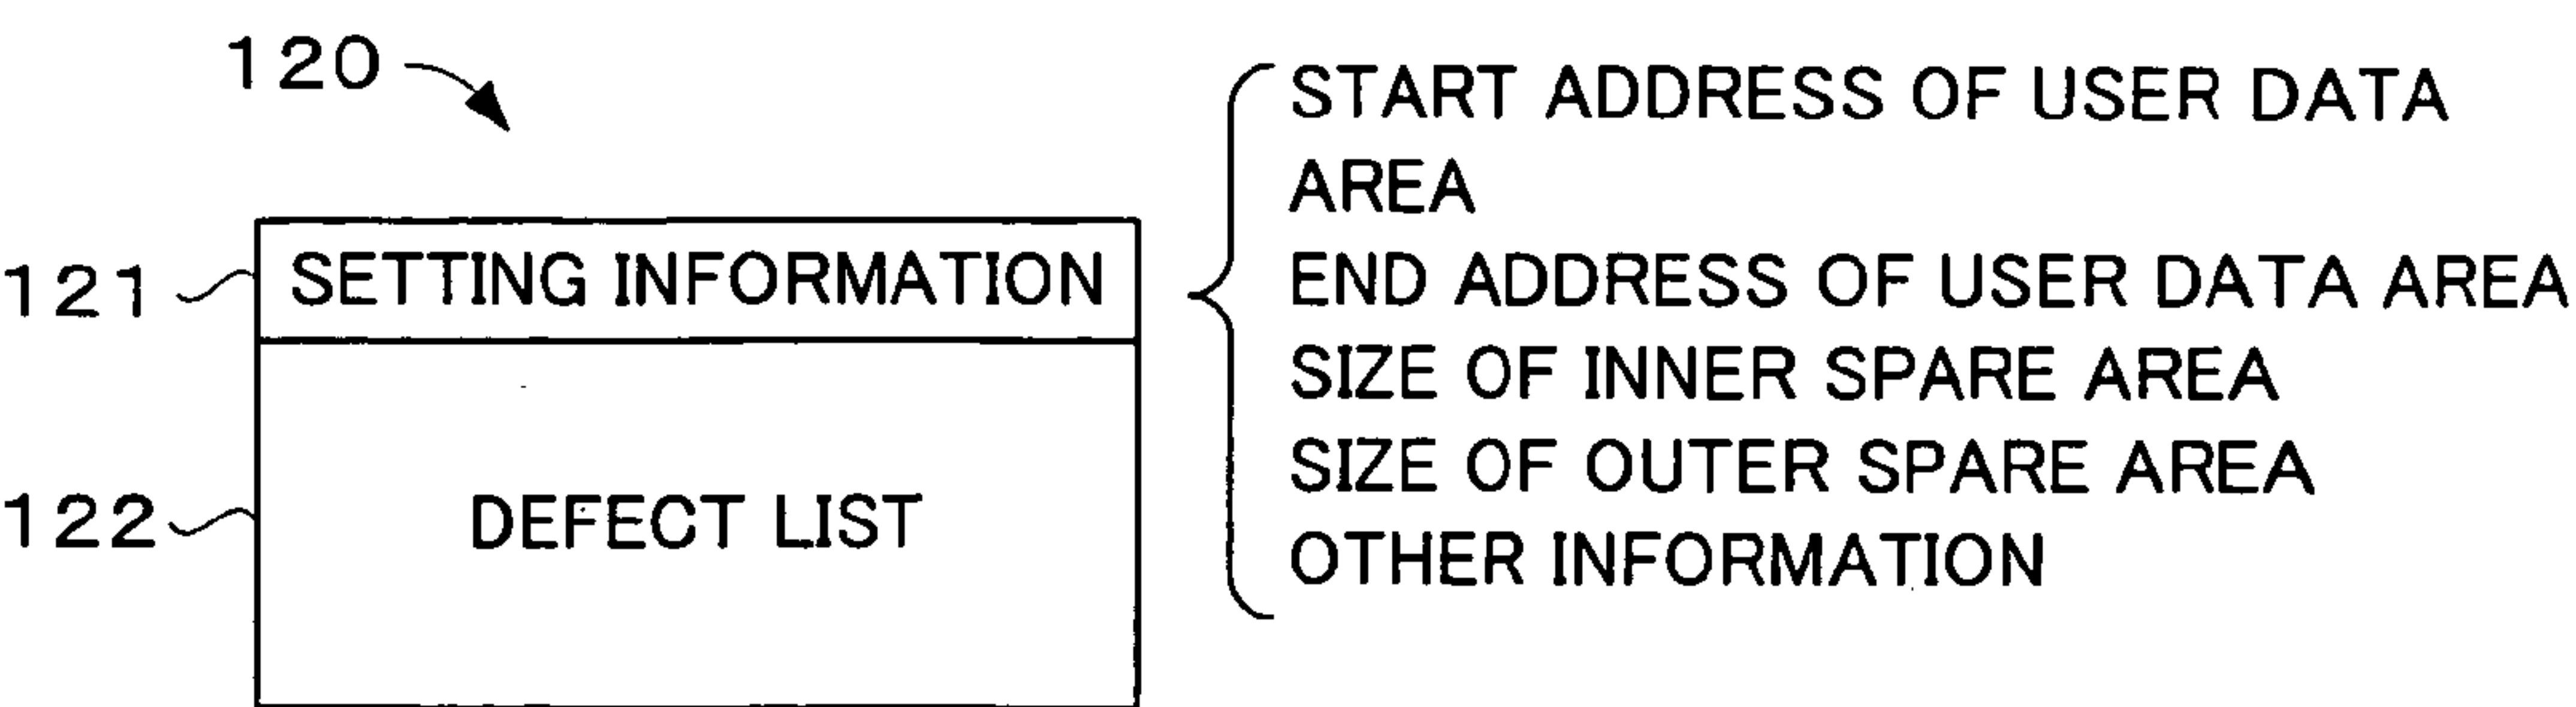 120
121
SETTING INFORMATION
122
DEFECT LIST
START ADDRESS OF USER DATA
AREA
END ADDRESS OF USER DATA AREA
SIZE OF INNER SPARE AREA
SIZE OF OUTER SPARE AREA
OTHER INFORMATION